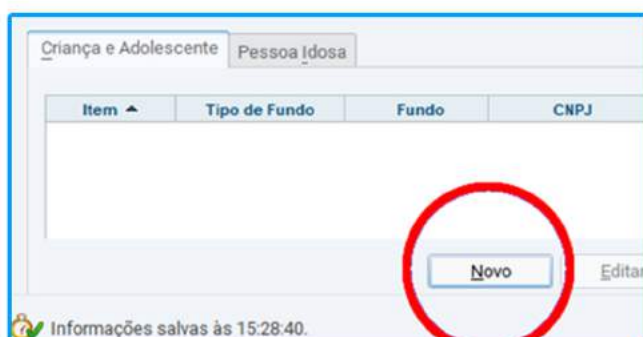 Criança e Adolescente Pessoa Idosa
Item Tipo de Fundo Fundo CNPJ
Novo Editar
Informações salvas às 15:28:40.